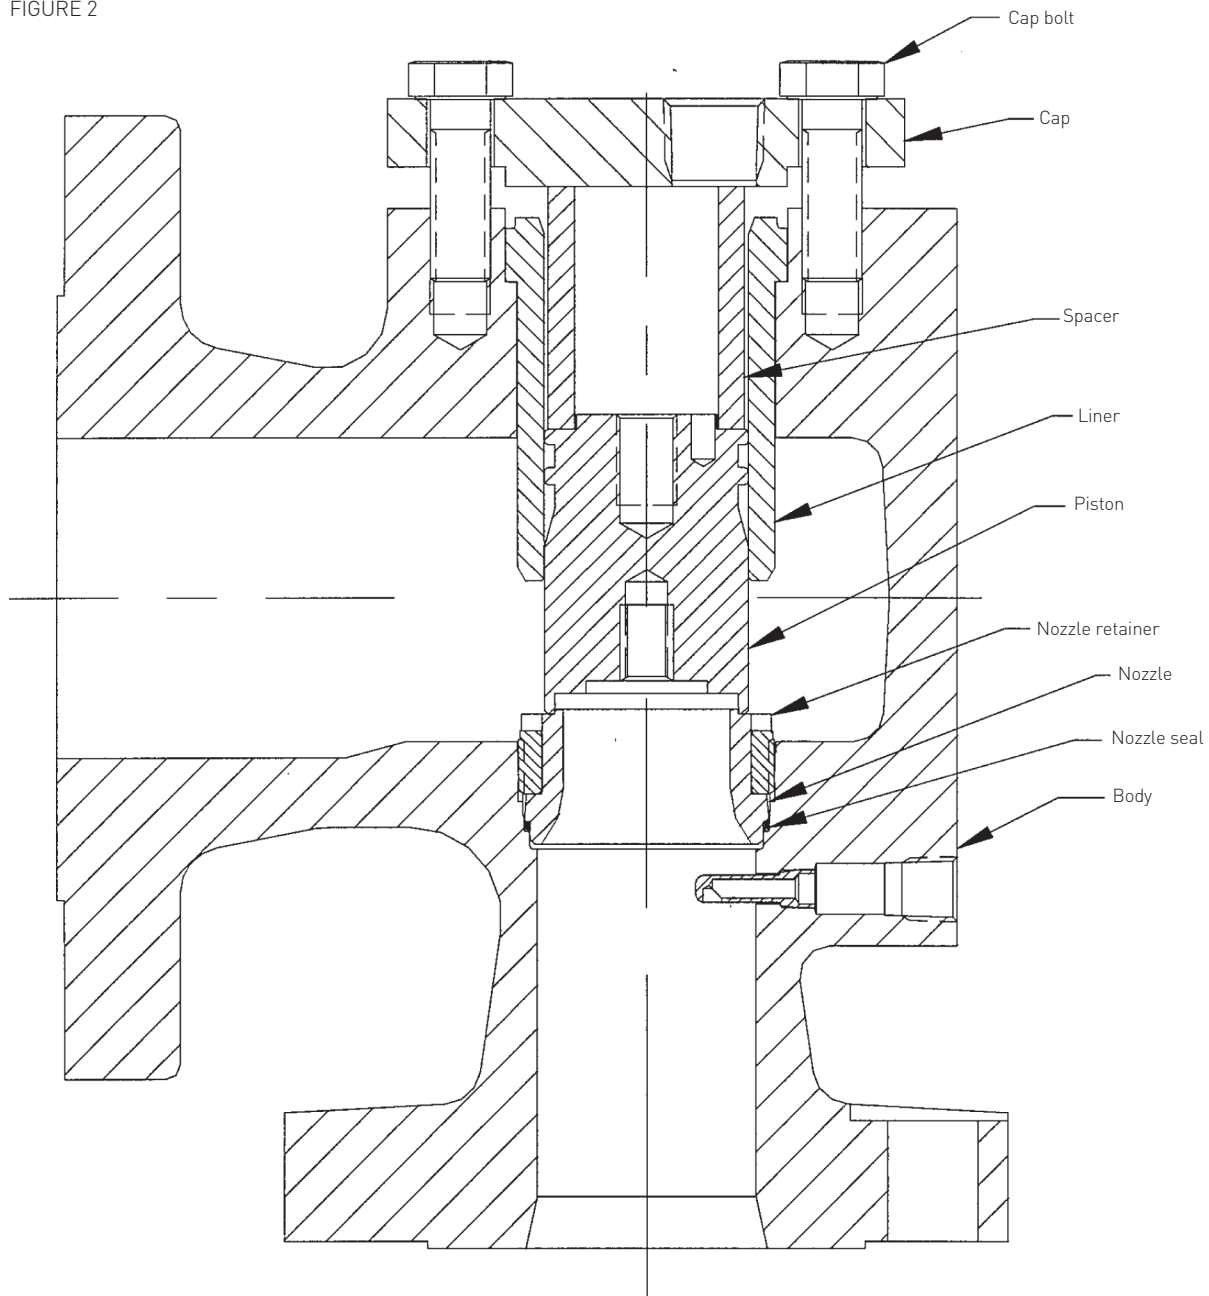 FIGURE 2
Cap bolt
Cap
Spacer
Liner
Piston
Nozzle retainer
Nozzle
Nozzle seal
Body